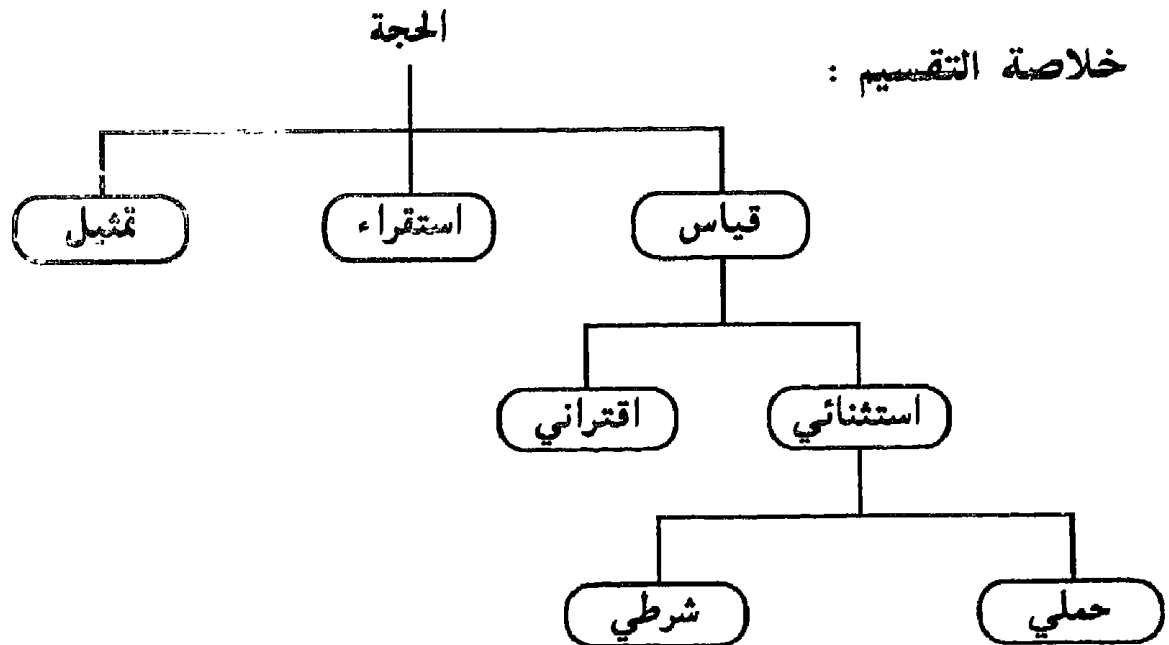 الحجة
خلاصة التقسيم :
قياس
استقراء
تمثيل
استثنائي
اقتراني
حملي
شرطي